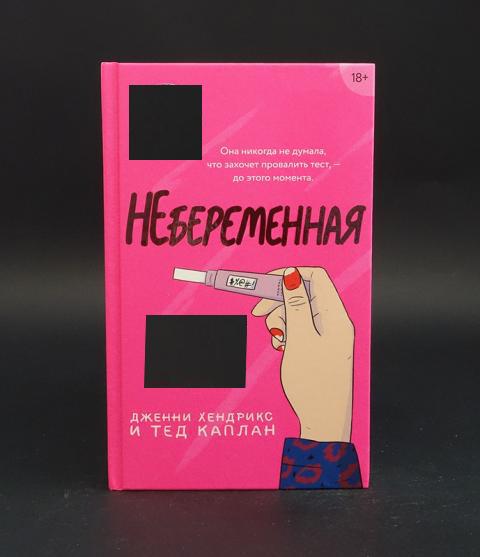 18+
Она никогда не думала,
что захочет провалить тест, —
до этого момента.
НЕБЕРЕМЕННАЯ
$%@#!
ДЖЕННИ ХЕНДРИКС
И ТЕД КАПЛАН